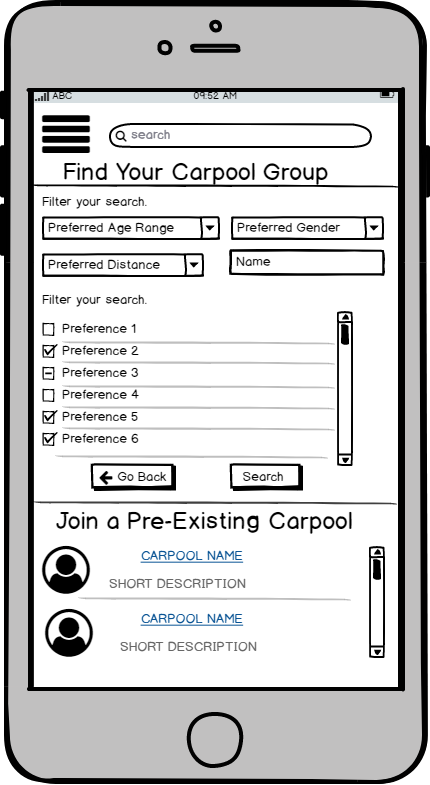 ABC 09:52 AM
search
Find Your Carpool Group
Filter your search.
Preferred Age Range Preferred Gender
Preferred Distance Name
Filter your search.
Preference 1
Preference 2
Preference 3
Preference 4
Preference 5
Preference 6
Go Back Search
Join a Pre-Existing Carpool
CARPOOL NAME
SHORT DESCRIPTION
CARPOOL NAME
SHORT DESCRIPTION